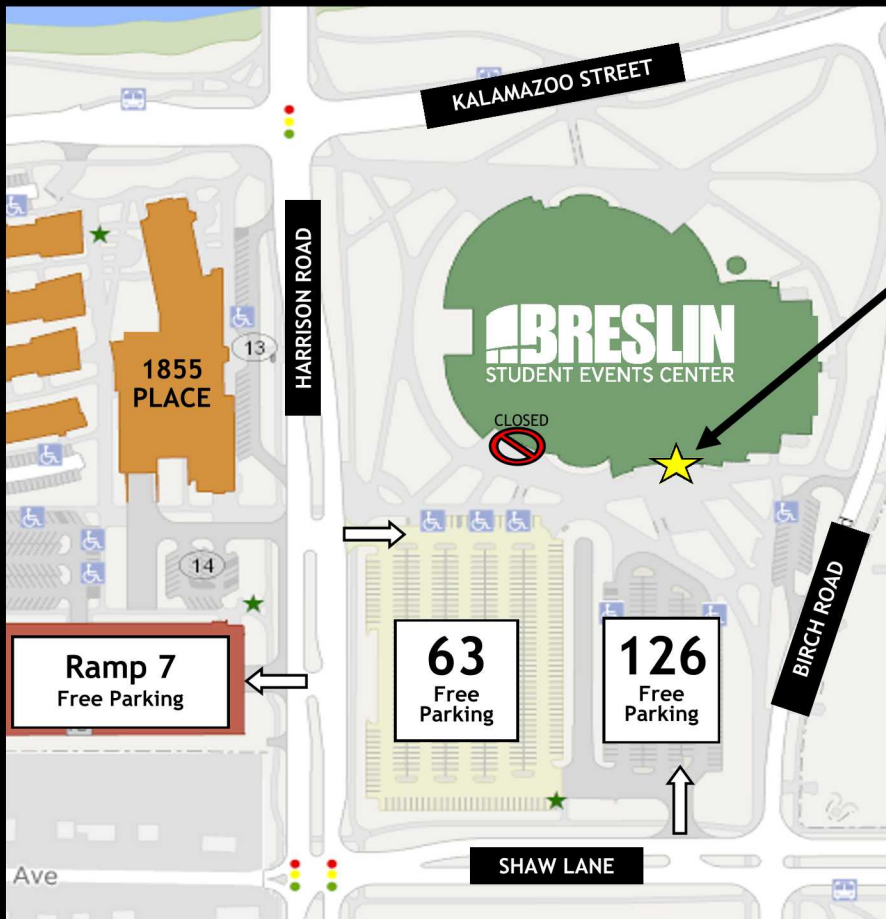 KALAMAZOO STREET
HARRISON ROAD
BRESLIN
STUDENT EVENTS CENTER
13
1855
PLACE
CLOSED
14
BIRCH ROAD
Ramp 7
Free Parking
63
Free
Parking
126
Free
Parking
SHAW LANE
Ave